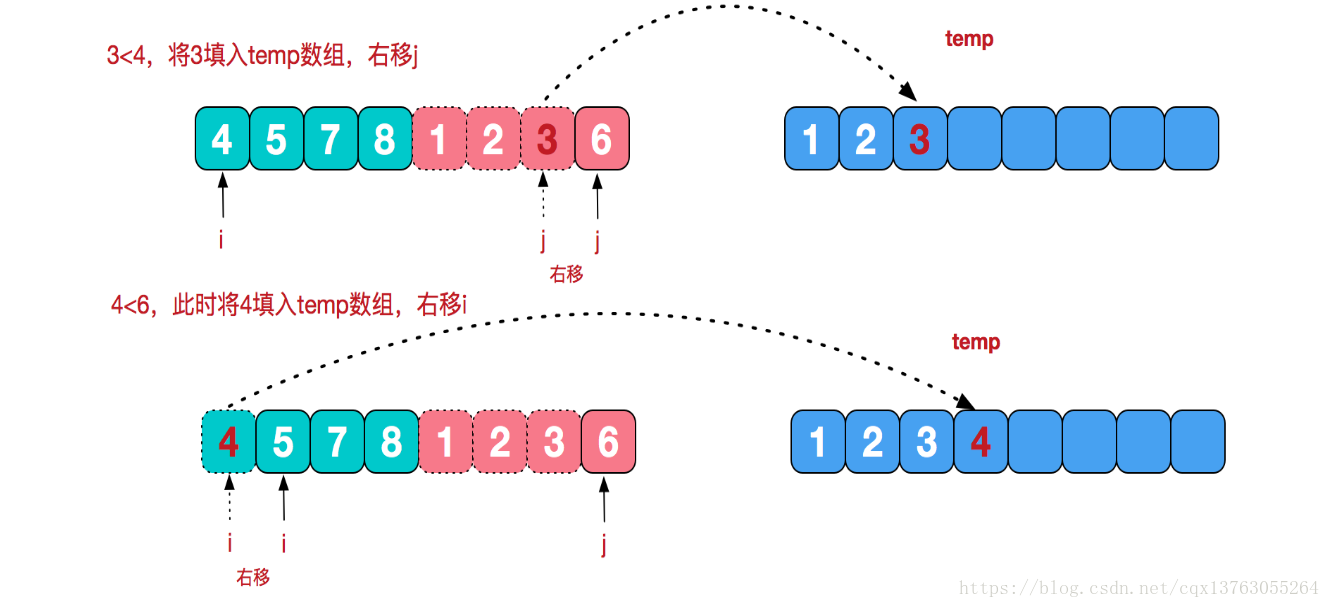 3<4，将3填入temp数组，右移j
temp
4 5 7 8 1 2 3 6
1 2 3
i j j
右移
4<6，此时将4填入temp数组，右移i
temp
4 5 7 8 1 2 3 6
1 2 3 4
i i j
右移
https://blog.csdn.net/cqx13763055264